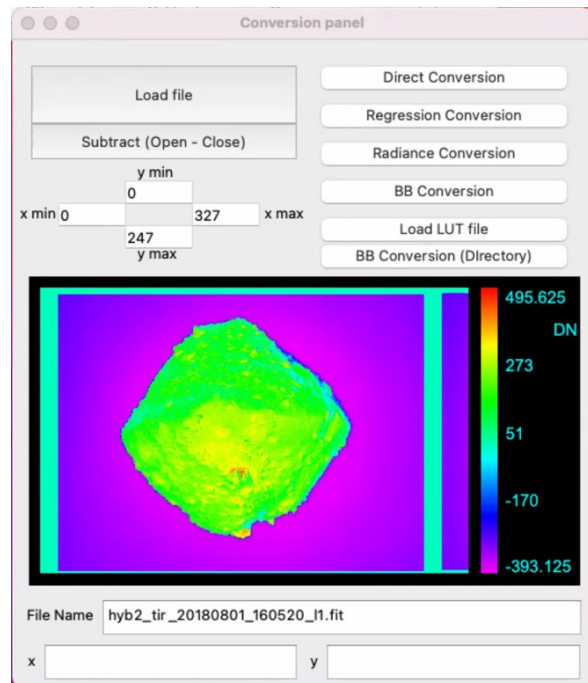 Conversion panel
Load file
Subtract (Open - Close)
Direct Conversion
Regression Conversion
Radiance Conversion
BB Conversion
Load LUT file
BB Conversion (DIrectory)
y min
0
x min 0 327 x max
247
y max
495.625
DN
273
51
-170
-393.125
File Name hyb2_tir_20180801_160520_l1.fit
x y